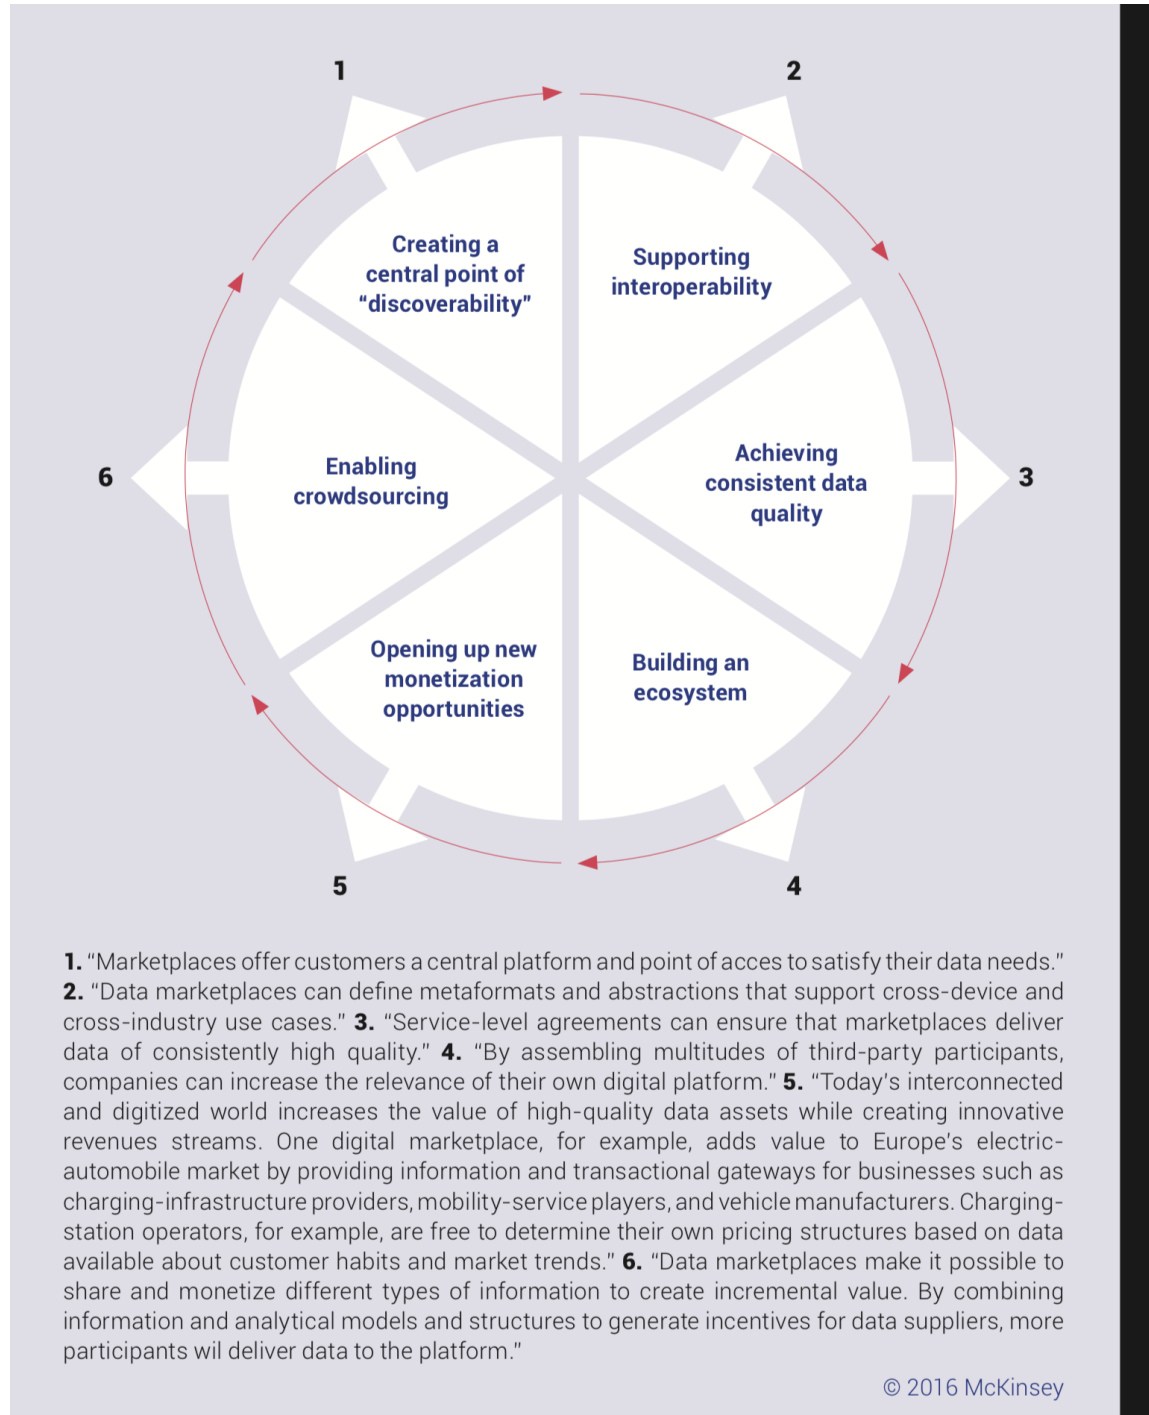 1
2
Creating a
central point of
“discoverability”
Supporting
interoperability
6
Enabling
crowdsourcing
Achieving
consistent data
quality
3
Opening up new
monetization
opportunities
Building an
ecosystem
5
4
1. “Marketplaces offer customers a central platform and point of acces to satisfy their data needs.”
2. “Data marketplaces can define metaformats and abstractions that support cross-device and
cross-industry use cases.” 3. “Service-level agreements can ensure that marketplaces deliver
data of consistently high quality.” 4. “By assembling multitudes of third-party participants,
companies can increase the relevance of their own digital platform.” 5. “Today’s interconnected
and digitized world increases the value of high-quality data assets while creating innovative
revenues streams. One digital marketplace, for example, adds value to Europe’s electric-
automobile market by providing information and transactional gateways for businesses such as
charging-infrastructure providers, mobility-service players, and vehicle manufacturers. Charging-
station operators, for example, are free to determine their own pricing structures based on data
available about customer habits and market trends.” 6. “Data marketplaces make it possible to
share and monetize different types of information to create incremental value. By combining
information and analytical models and structures to generate incentives for data suppliers, more
participants wil deliver data to the platform.”
© 2016 McKinsey